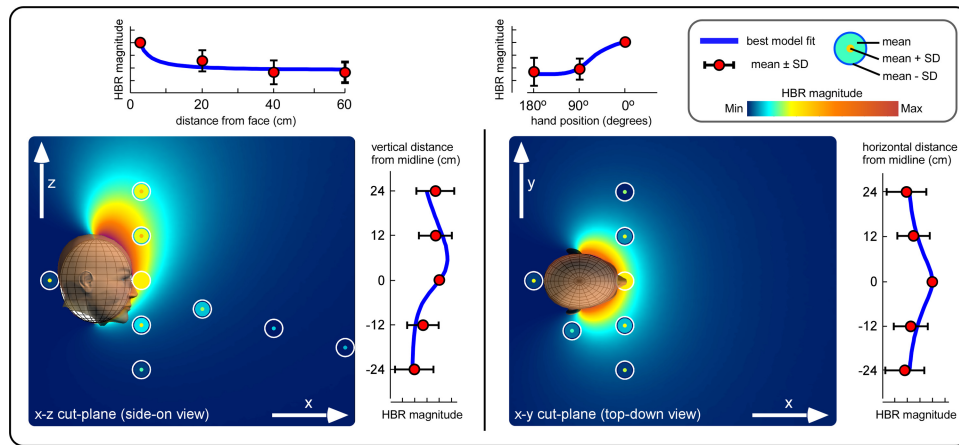 HBR magnitude
0
20
40
60
distance from face (cm)
HBR magnitude
180º
90º
0º
hand position (degrees)
best model fit
mean ± SD
mean
mean + SD
mean - SD
HBR magnitude
Min
Max
z
x
x-z cut-plane (side-on view)
vertical distance
from midline (cm)
24
12
0
-12
-24
HBR magnitude
y
x
x-y cut-plane (top-down view)
horizontal distance
from midline (cm)
24
12
0
-12
-24
HBR magnitude